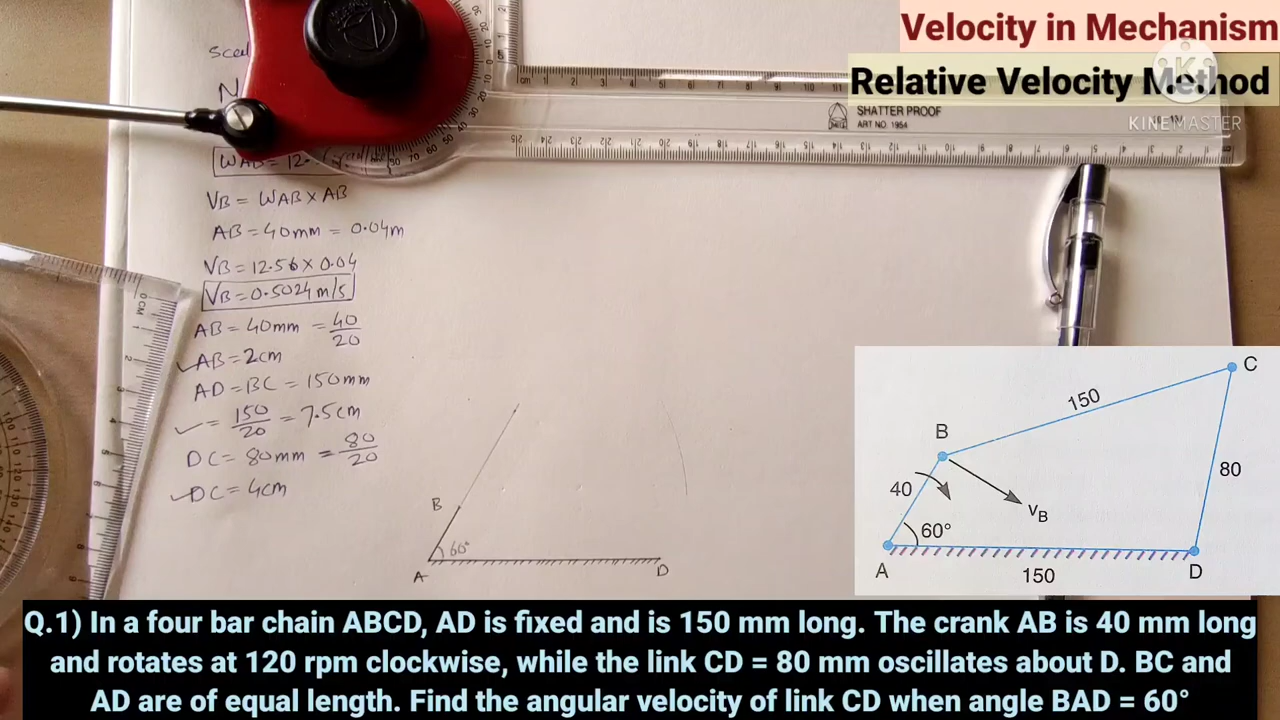 Velocity in Mechanism
Relative Velocity Method
KINEMASTER
SHATTER PROOF
ART NO. 1954
Scal
N
WAB = 12.
VB = WAB × AB
AB = 40mm = 0.04m
VB = 12.56 × 0.04
VB = 0.5024 m/s
AB = 40mm = 40/20
✓ AB = 2cm
AD = BC = 150mm
✓ = 150/20 = 7.5cm
DC = 80mm = 80/20
✓ DC = 4cm
B
60°
A
D
C
150
B
80
40
VB
60°
A
150
D
Q.1) In a four bar chain ABCD, AD is fixed and is 150 mm long. The crank AB is 40 mm long
and rotates at 120 rpm clockwise, while the link CD = 80 mm oscillates about D. BC and
AD are of equal length. Find the angular velocity of link CD when angle BAD = 60°